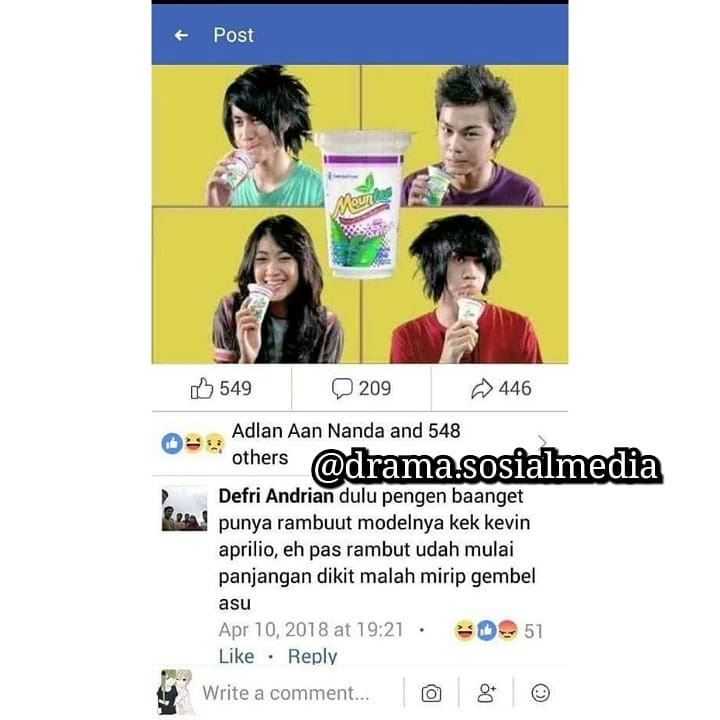 Post
Mountea
549
209
446
Adlan Aan Nanda and 548
others
@drama.sosialmedia
Defri Andrian dulu pengen baanget
punya rambuut modelnya kek kevin
aprilio, eh pas rambut udah mulai
panjangan dikit malah mirip gembel
asu
Apr 10, 2018 at 19:21 · 51
Like · Reply
Write a comment...